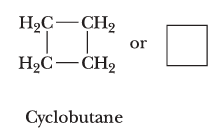 H₂C—CH₂
or
H₂C—CH₂
Cyclobutane